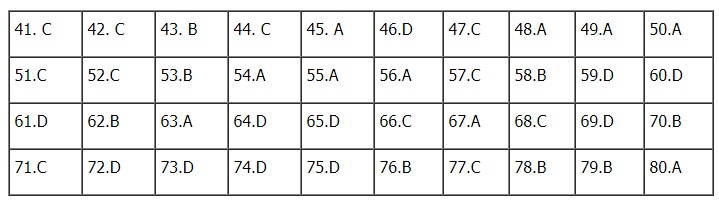 41. C 42. C 43. B 44. C 45. A 46.D 47.C 48.A 49.A 50.A
51.C 52.C 53.B 54.A 55.A 56.A 57.C 58.B 59.D 60.D
61.D 62.B 63.A 64.D 65.D 66.C 67.A 68.C 69.D 70.B
71.C 72.D 73.D 74.D 75.D 76.B 77.C 78.B 79.B 80.A